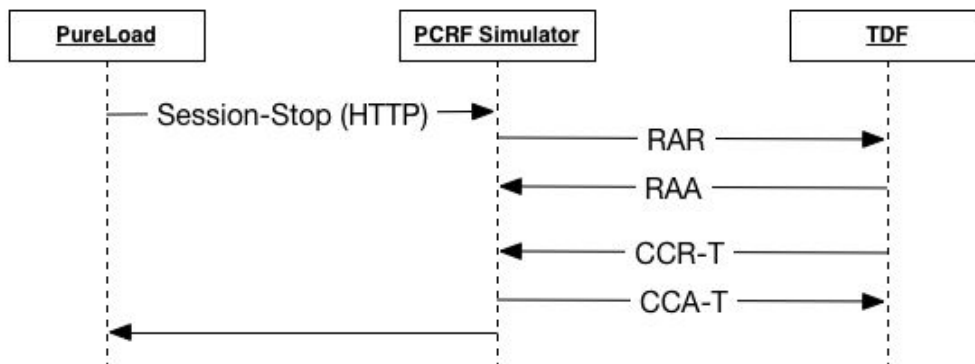 PureLoad
PCRF Simulator
TDF
Session-Stop (HTTP)
RAR
RAA
CCR-T
CCA-T